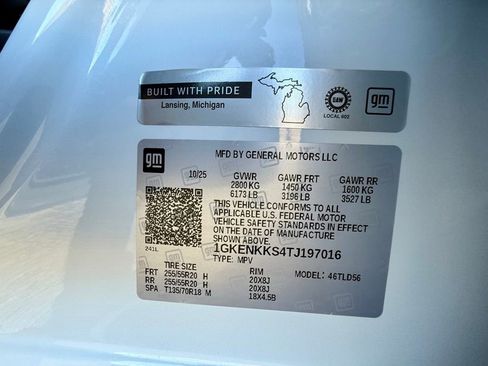 BUILT WITH PRIDE
Lansing, Michigan
UAW
LOCAL 602
gm
gm
MFD BY GENERAL MOTORS LLC
10/25 GVWR GAWR FRT GAWR RR
2800 KG 1450 KG 1600 KG
6173 LB 3196 LB 3527 LB
THIS VEHICLE CONFORMS TO ALL
APPLICABLE U.S. FEDERAL MOTOR
VEHICLE SAFETY STANDARDS IN EFFECT
ON THE DATE OF MANUFACTURE
SHOWN ABOVE.
241L 1GKENKKS4TJ197016
TYPE: MPV MODEL: 46TLD56
TIRE SIZE RIM
FRT 255/55R20 H 20X8J
RR 255/55R20 H 20X8J
SPA T135/70R18 M 18X4.5B